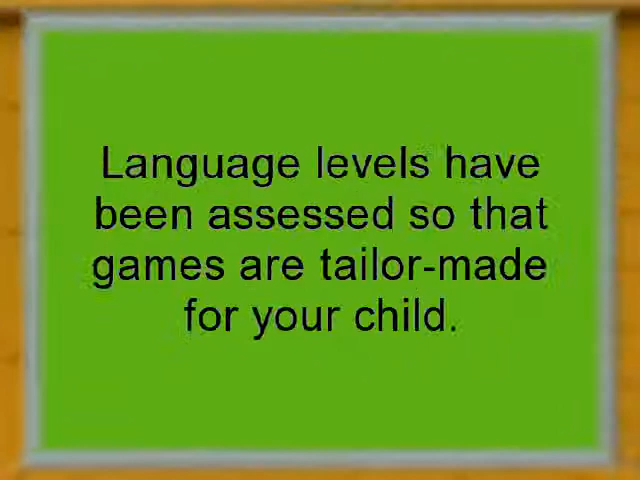 Language levels have
been assessed so that
games are tailor-made
for your child.